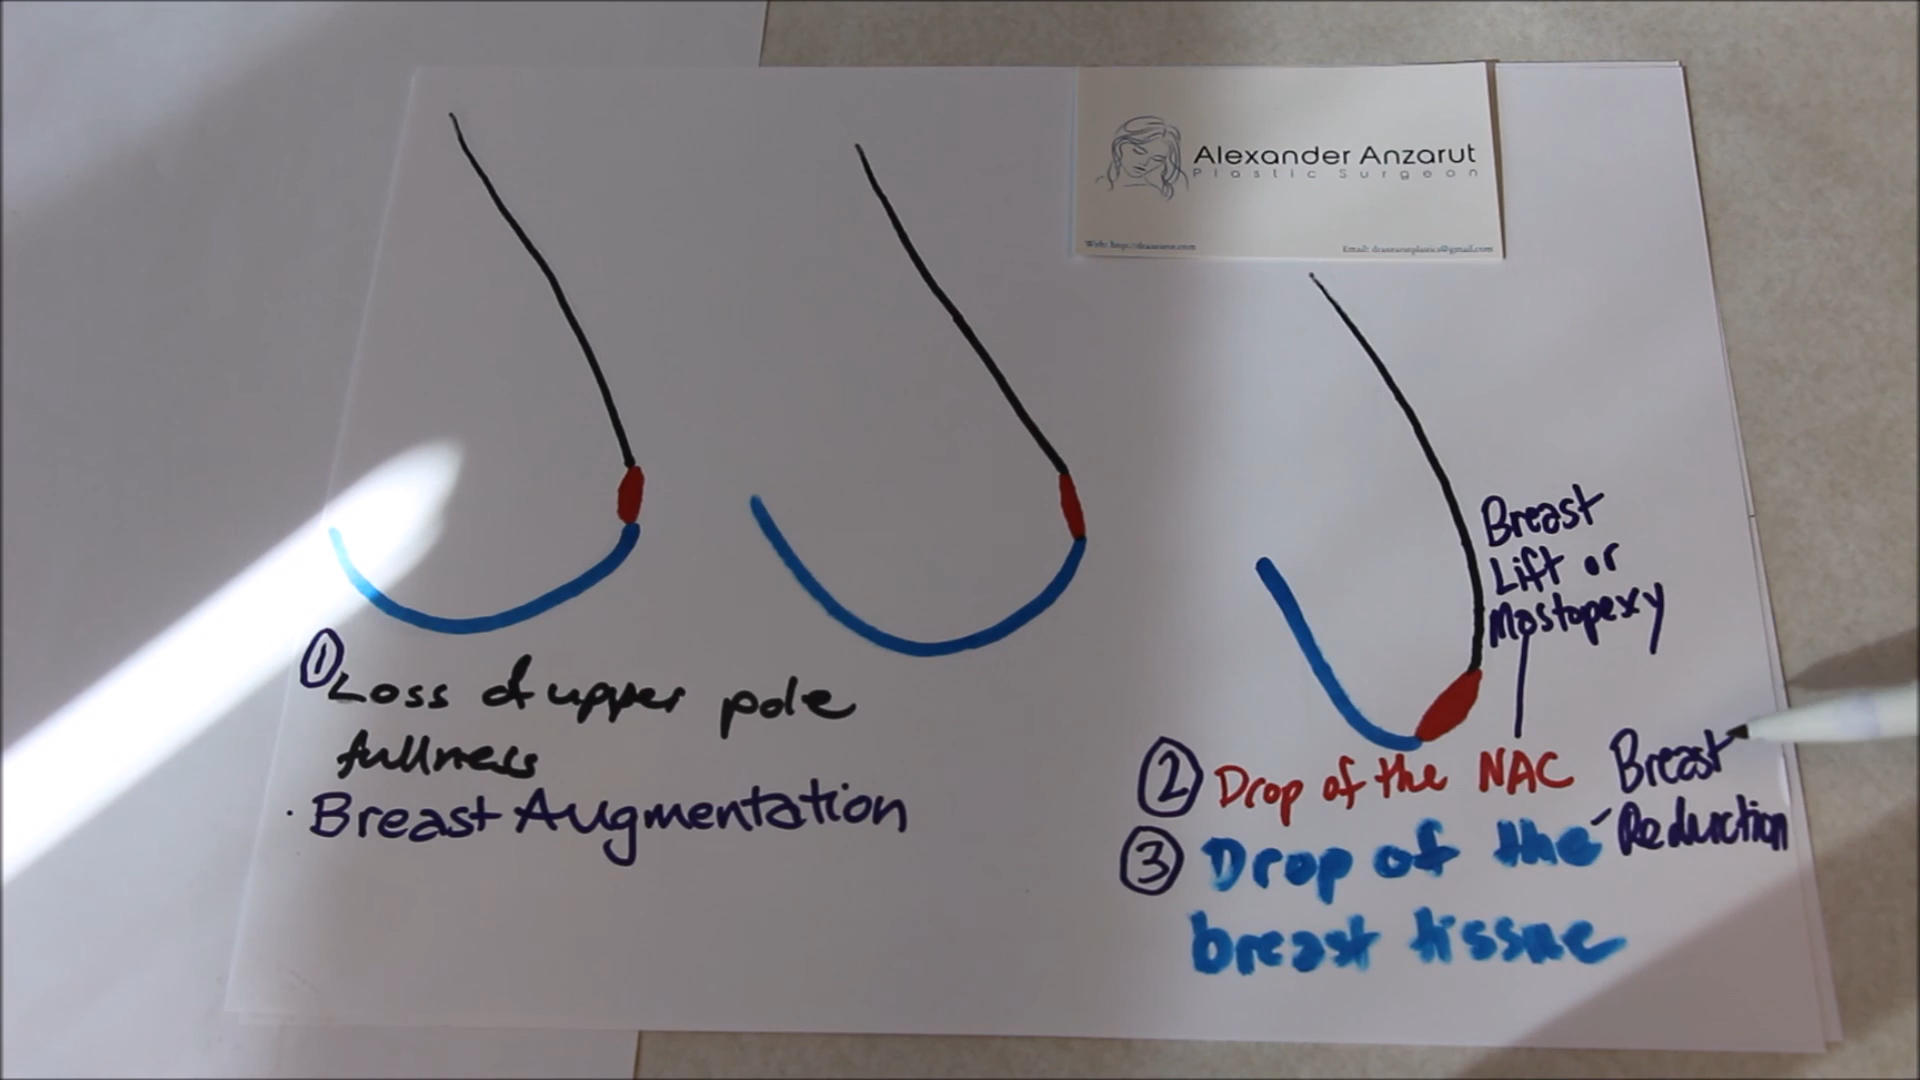 Alexander Anzarut
Plastic Surgeon
Breast
Lift or
Mastopexy
① Loss of upper pole
fullness
· Breast Augmentation
② Drop of the NAC
Breast
Reduction
③ Drop of the
breast tissue